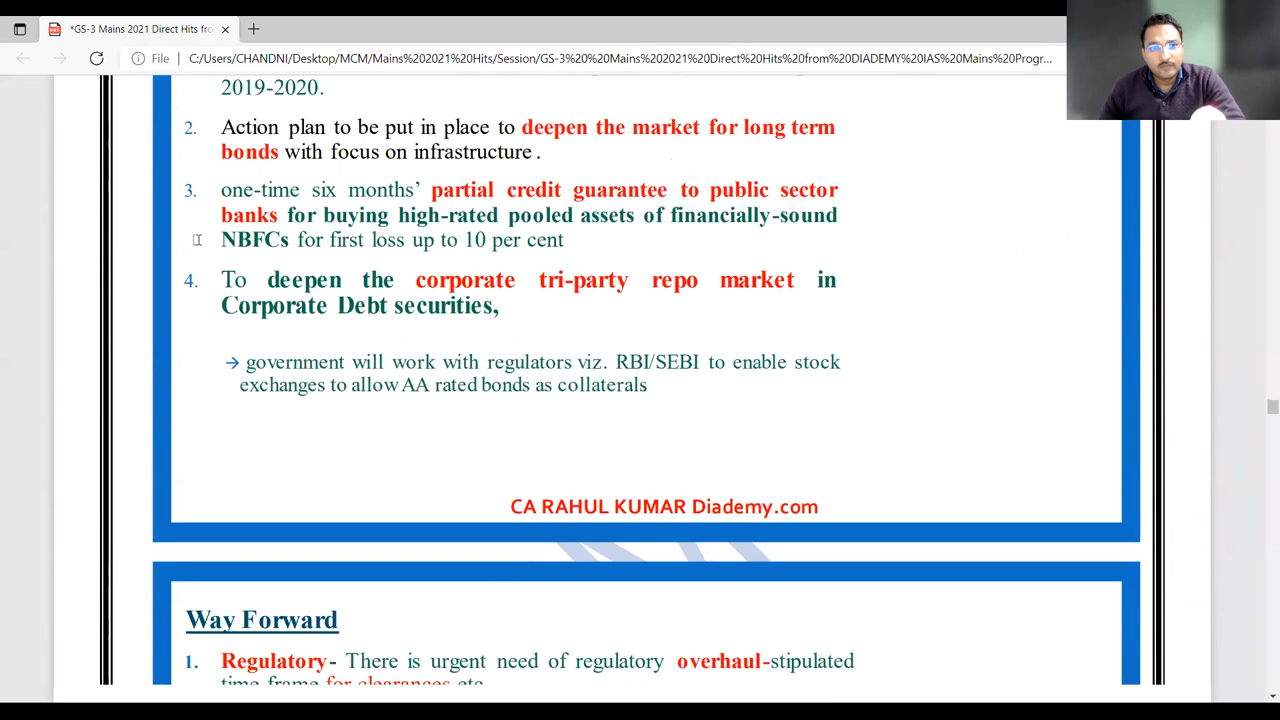 *GS-3 Mains 2021 Direct Hits fro
File
C:/Users/CHANDNI/Desktop/MCM/Mains%202021%20Hits/Session/GS-3%20%20Mains%202021%20Direct%20Hits%20from%20DIADEMY%20IAS%20Mains%20Progr...
2019-2020.
2. Action plan to be put in place to deepen the market for long term
bonds with focus on infrastructure .
3. one-time six months’ partial credit guarantee to public sector
banks for buying high-rated pooled assets of financially-sound
NBFCs for first loss up to 10 per cent
4. To deepen the corporate tri-party repo market in
Corporate Debt securities,
→ government will work with regulators viz. RBI/SEBI to enable stock
exchanges to allow AA rated bonds as collaterals
CA RAHUL KUMAR Diademy.com
Way Forward
1. Regulatory- There is urgent need of regulatory overhaul-stipulated
time frame for clearances etc